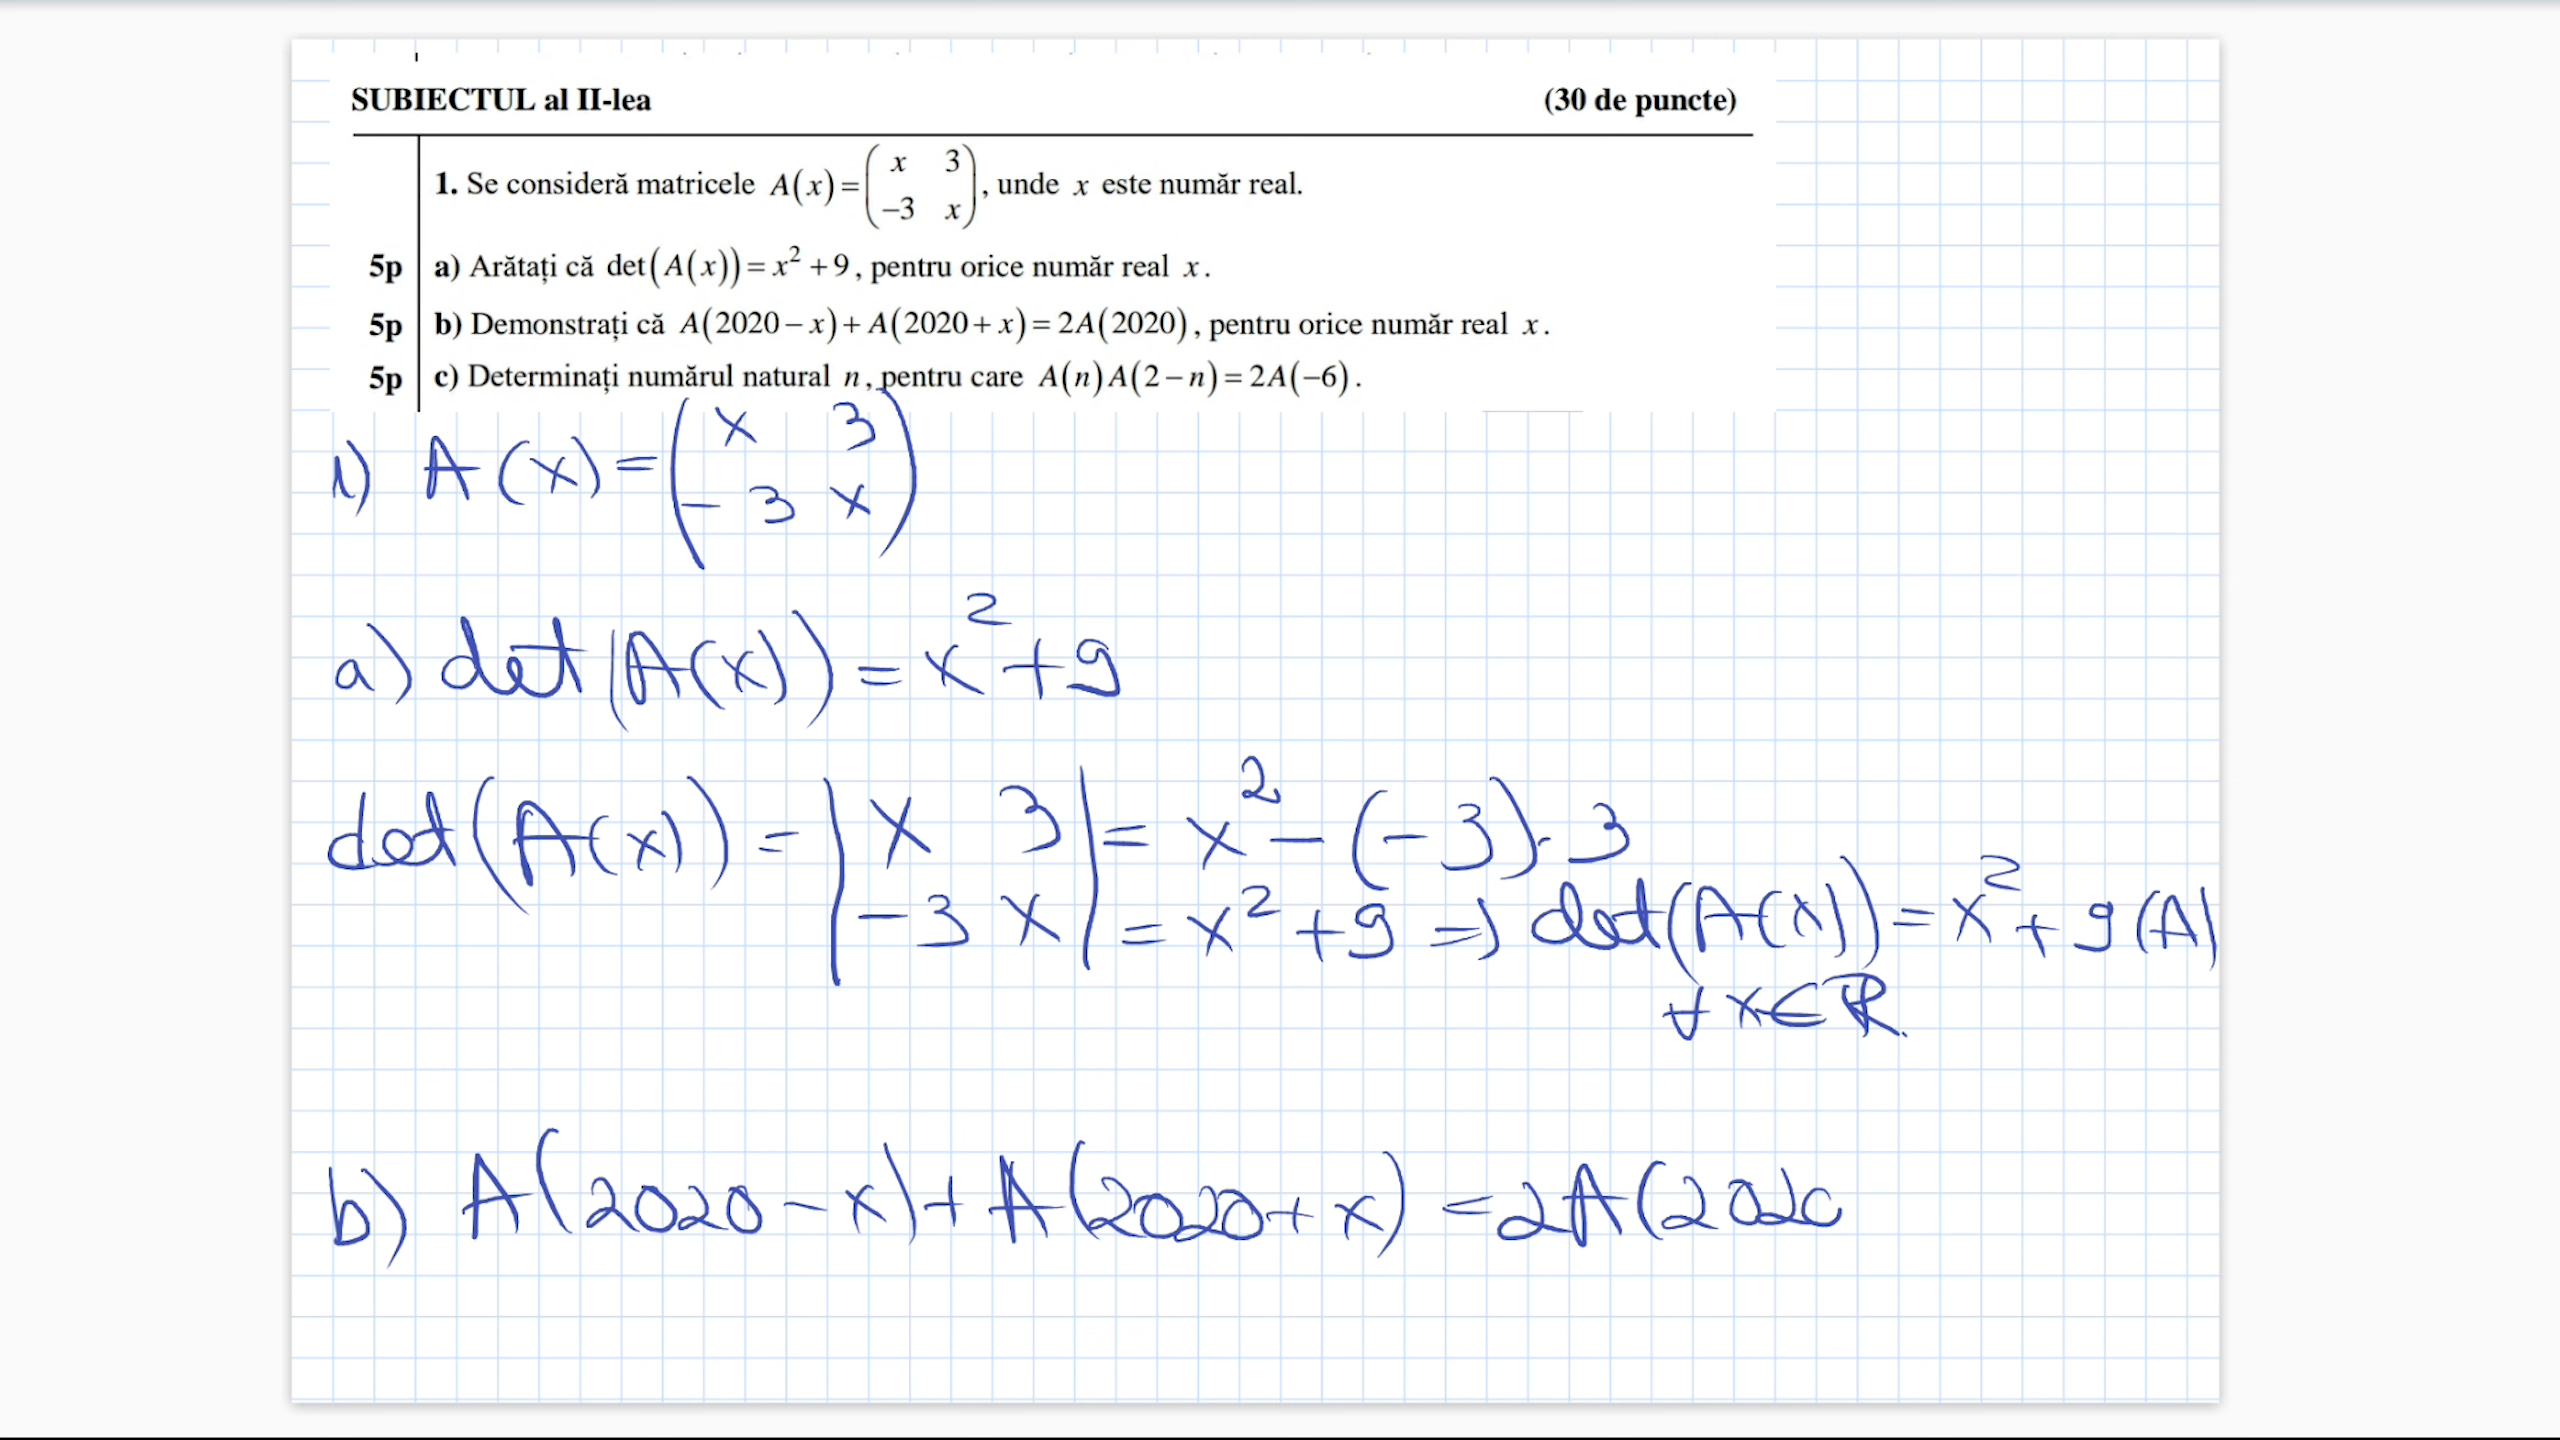 SUBIECTUL al II-lea (30 de puncte)
1. Se consideră matricele A(x) = ( x 3 ; −3 x ), unde x este număr real.
5p a) Arătați că det(A(x)) = x² + 9, pentru orice număr real x.
5p b) Demonstrați că A(2020 − x) + A(2020 + x) = 2A(2020), pentru orice număr real x.
5p c) Determinați numărul natural n, pentru care A(n)A(2 − n) = 2A(−6).
1) A(x) = ( x 3 ; −3 x )
a) det(A(x)) = x² + 9
det(A(x)) = | x 3 ; −3 x | = x² − (−3)·3
= x² + 9 => det(A(x)) = x² + 9 (A)
∀ x ∈ R.
b) A(2020 − x) + A(2020 + x) = 2A(2020